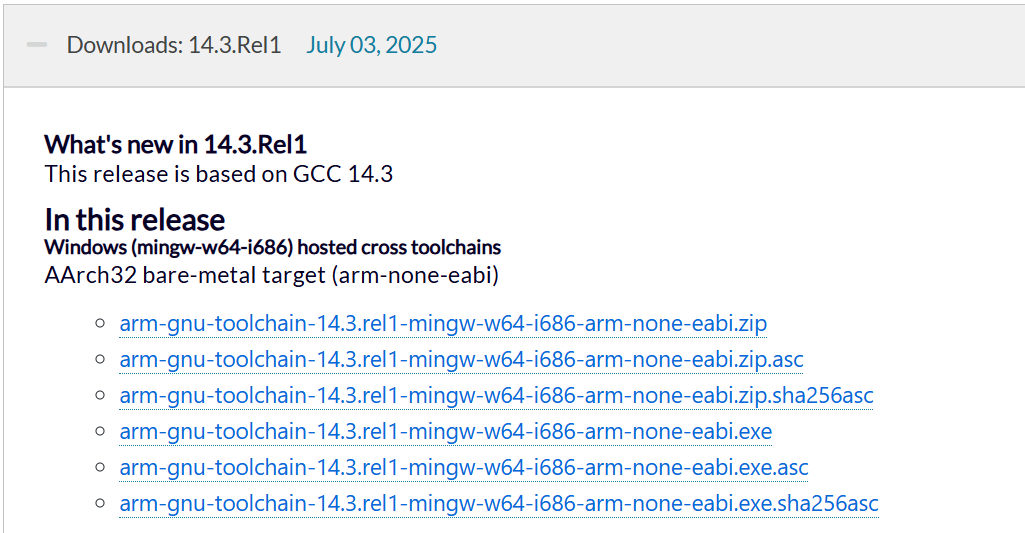 Downloads: 14.3.Rel1 July 03, 2025
What's new in 14.3.Rel1
This release is based on GCC 14.3
In this release
Windows (mingw-w64-i686) hosted cross toolchains
AArch32 bare-metal target (arm-none-eabi)
arm-gnu-toolchain-14.3.rel1-mingw-w64-i686-arm-none-eabi.zip
arm-gnu-toolchain-14.3.rel1-mingw-w64-i686-arm-none-eabi.zip.asc
arm-gnu-toolchain-14.3.rel1-mingw-w64-i686-arm-none-eabi.zip.sha256asc
arm-gnu-toolchain-14.3.rel1-mingw-w64-i686-arm-none-eabi.exe
arm-gnu-toolchain-14.3.rel1-mingw-w64-i686-arm-none-eabi.exe.asc
arm-gnu-toolchain-14.3.rel1-mingw-w64-i686-arm-none-eabi.exe.sha256asc